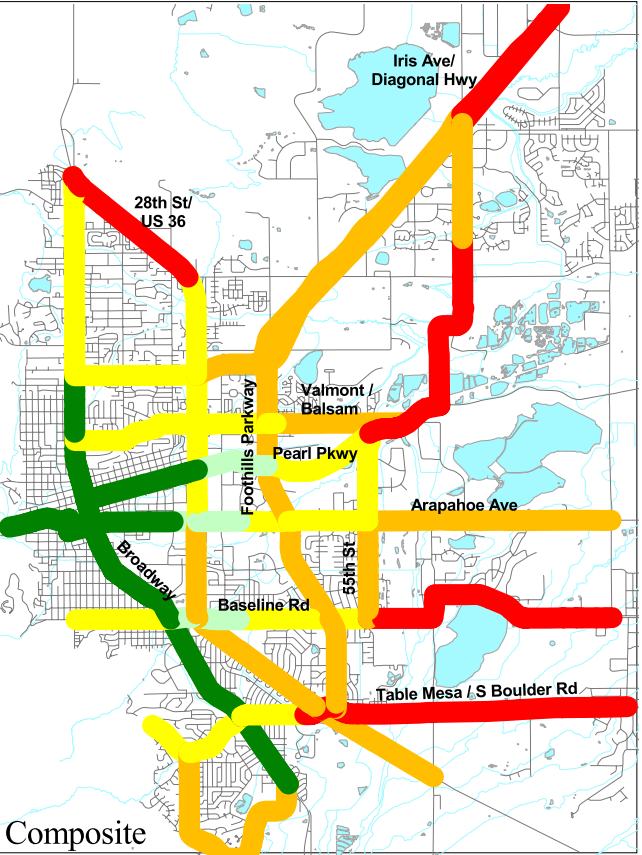 Iris Ave/
Diagonal Hwy
28th St/
US 36
Foothills Parkway
Valmont /
Balsam
Pearl Pkwy
Arapahoe Ave
Broadway
55th St
Baseline Rd
Table Mesa / S Boulder Rd
Composite